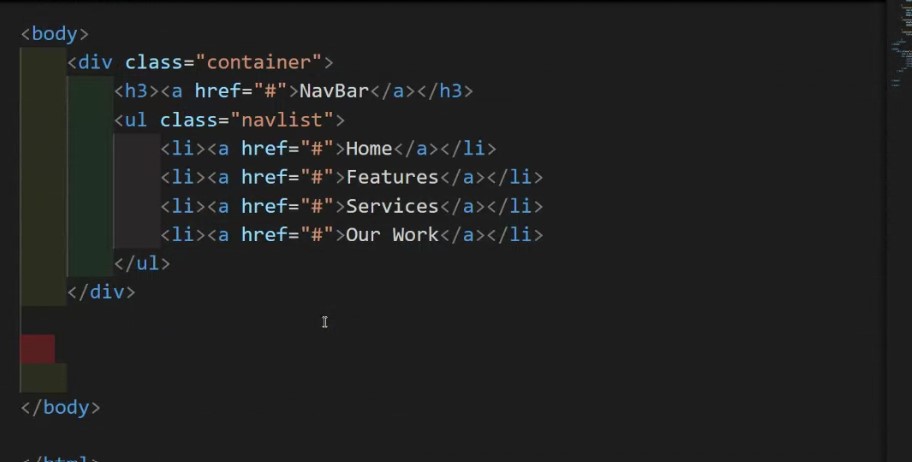 <body>
<div class="container">
<h3><a href="#">NavBar</a></h3>
<ul class="navlist">
<li><a href="#">Home</a></li>
<li><a href="#">Features</a></li>
<li><a href="#">Services</a></li>
<li><a href="#">Our Work</a></li>
</ul>
</div>
</body>
</html>